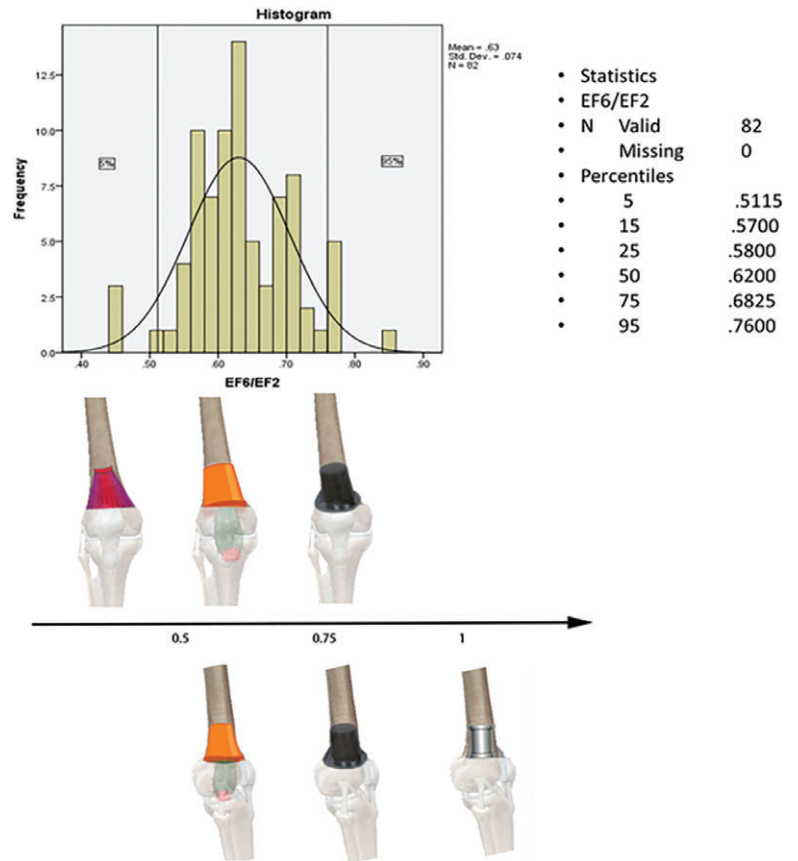 Histogram
Mean = .63
Std. Dev. = .074
N = 82
12.5
10.0
7.5
5.0
2.5
0.0
Frequency
5%
95%
.40 .50 .60 .70 .80 .90
EF6/EF2
• Statistics
• EF6/EF2
• N Valid 82
• Missing 0
• Percentiles
• 5 .5115
• 15 .5700
• 25 .5800
• 50 .6200
• 75 .6825
• 95 .7600
0.5 0.75 1